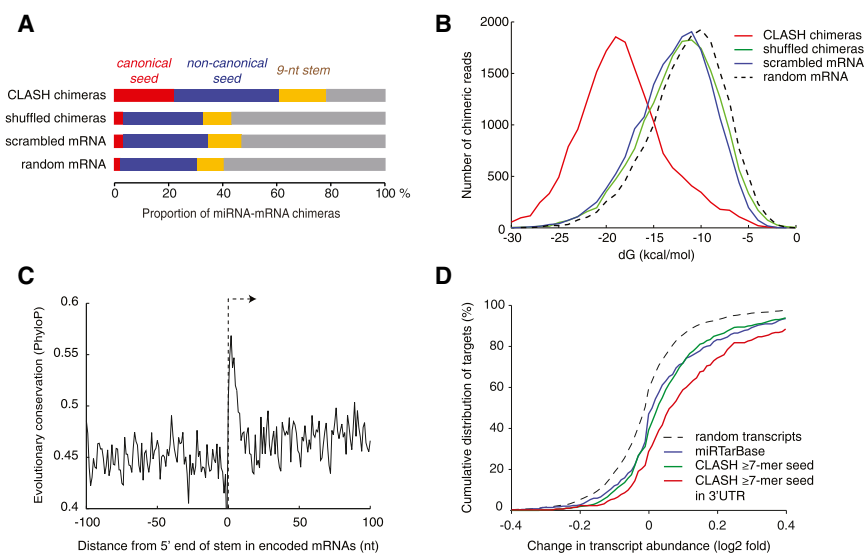 A
canonical
seed
non-canonical
seed
9-nt stem
CLASH chimeras
shuffled chimeras
scrambled mRNA
random mRNA
0 20 40 60 80 100 %
Proportion of miRNA-mRNA chimeras
B
2000
1500
1000
500
0
Number of chimeric reads
-30 -25 -20 -15 -10 -5 0
dG (kcal/mol)
CLASH chimeras
shuffled chimeras
scrambled mRNA
random mRNA
C
0.6
0.55
0.5
0.45
0.4
Evolutionary conservation (PhyloP)
-100 -50 0 50 100
Distance from 5' end of stem in encoded mRNAs (nt)
D
100
80
60
40
20
0
Cumulative distribution of targets (%)
random transcripts
miRTarBase
CLASH ≥7-mer seed
CLASH ≥7-mer seed
in 3'UTR
-0.4 -0.2 0 0.2 0.4
Change in transcript abundance (log2 fold)